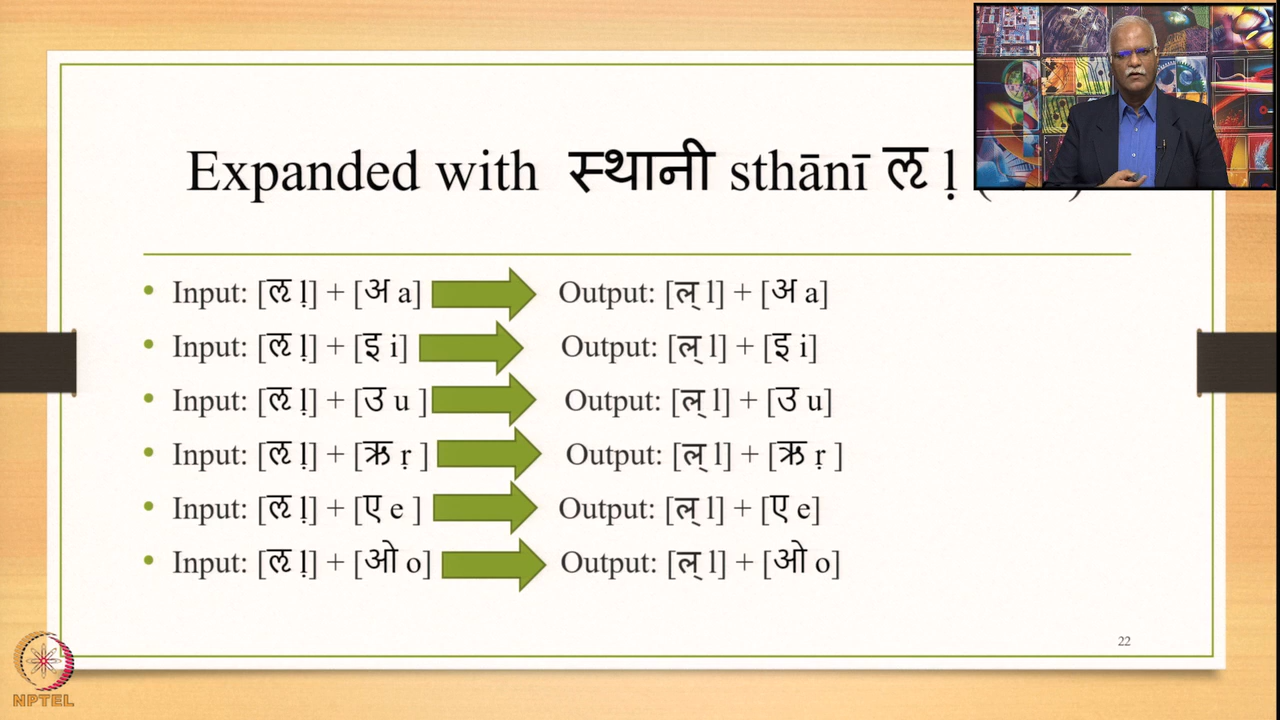 Expanded with स्थानी sthānī ऌ ḷ
• Input: [ऌ ḷ] + [अ a] Output: [ल् l] + [अ a]
• Input: [ऌ ḷ] + [इ i] Output: [ल् l] + [इ i]
• Input: [ऌ ḷ] + [उ u ] Output: [ल् l] + [उ u]
• Input: [ऌ ḷ] + [ऋ ṛ ] Output: [ल् l] + [ऋ ṛ ]
• Input: [ऌ ḷ] + [ए e ] Output: [ल् l] + [ए e]
• Input: [ऌ ḷ] + [ओ o] Output: [ल् l] + [ओ o]
22
NPTEL